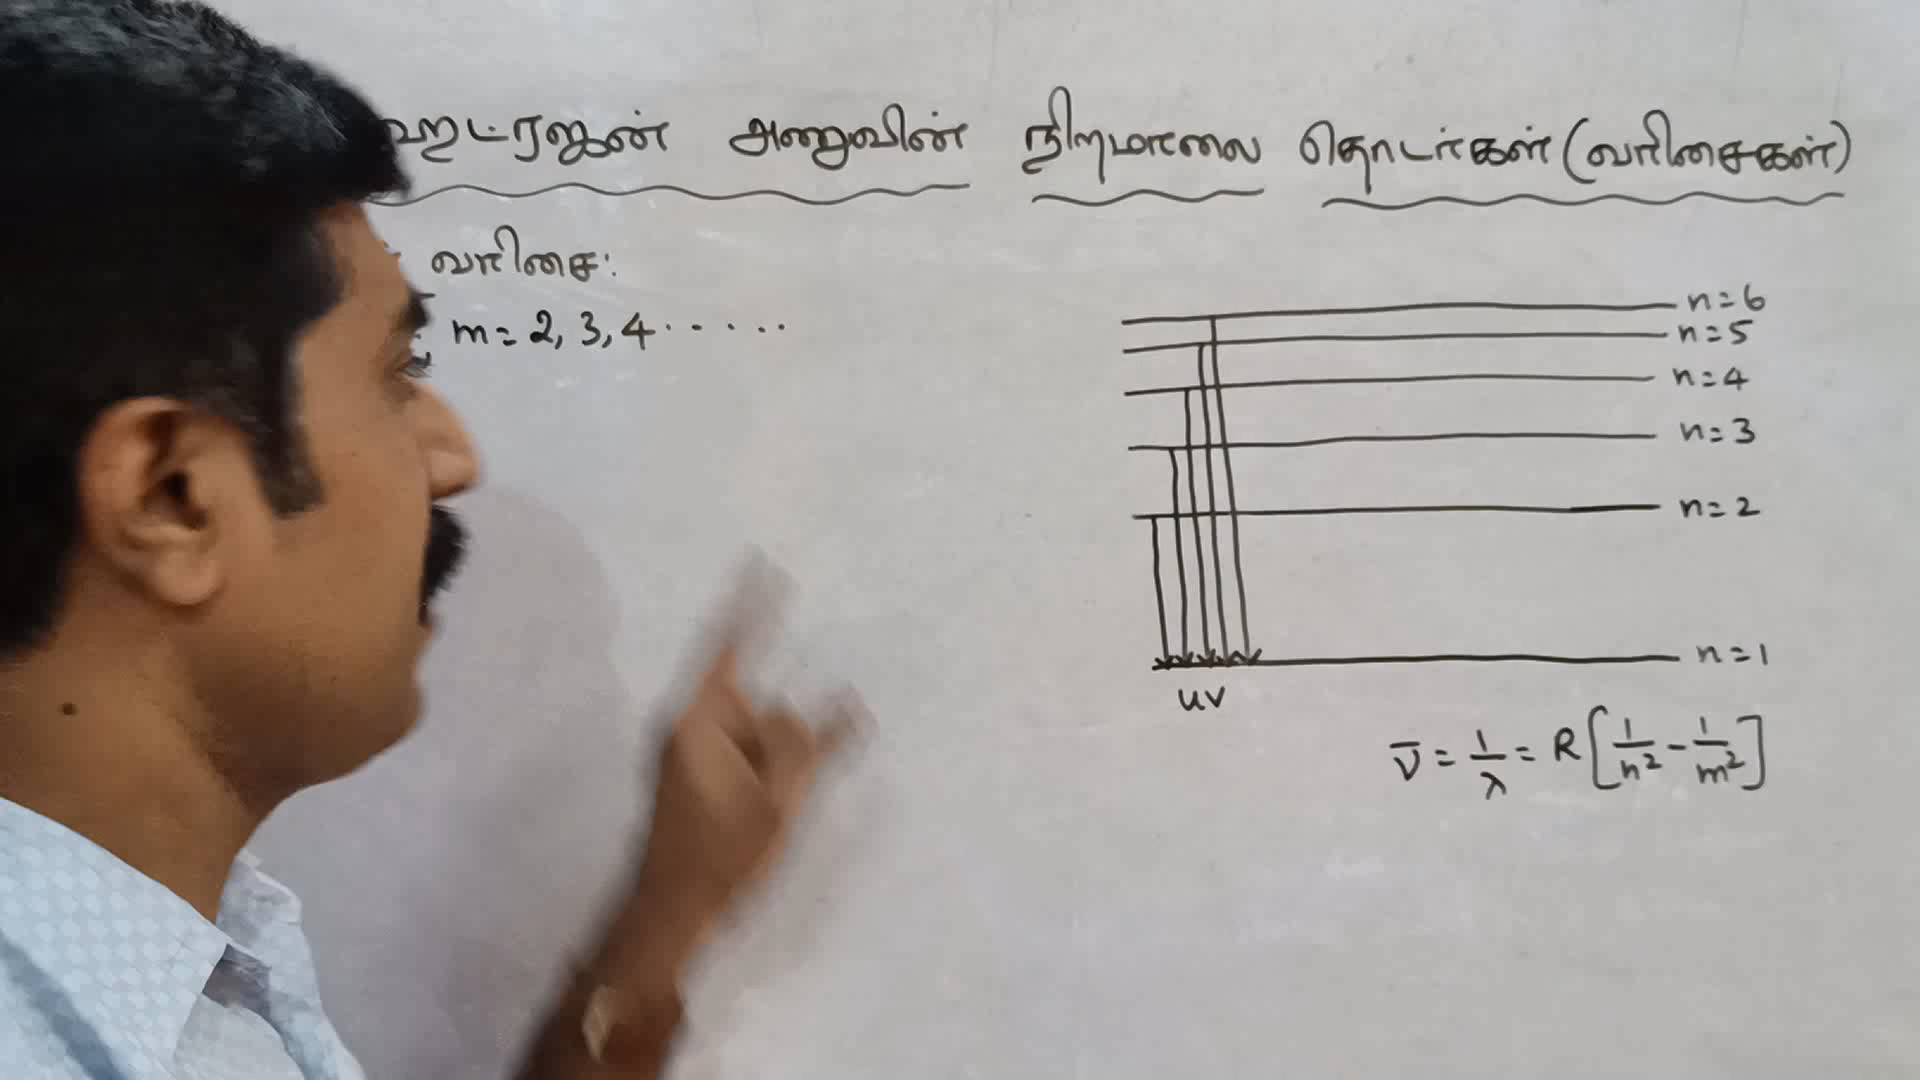 ஹைட்ரஜன் அணுவின் நிறமாலை தொடர்கள் (வரிசைகள்)
வரிசை:
m = 2, 3, 4 . . . . .
n=6
n=5
n=4
n=3
n=2
n=1
UV
ν̄ = 1/λ = R[1/n² - 1/m²]